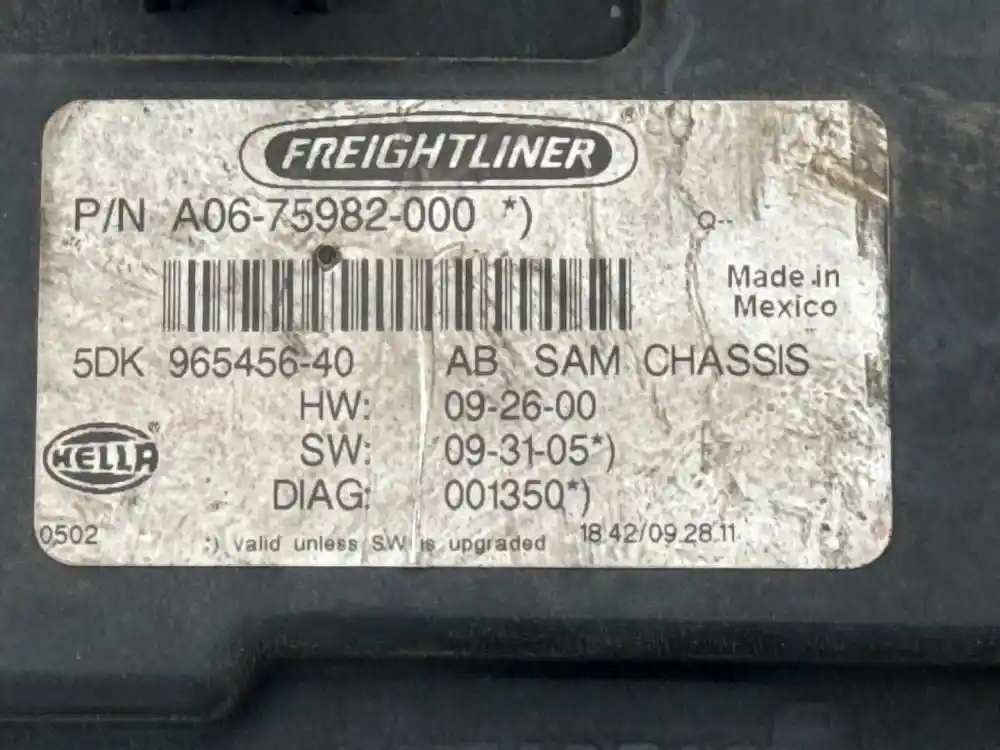 FREIGHTLINER ®
P/N A06-75982-000 *)
Q--
Made in
Mexico
5DK 965456-40 AB SAM CHASSIS
HW: 09-26-00
SW: 09-31-05*)
DIAG: 001350*)
HELLA ®
0502
*) valid unless SW is upgraded
18.42/09.28.11